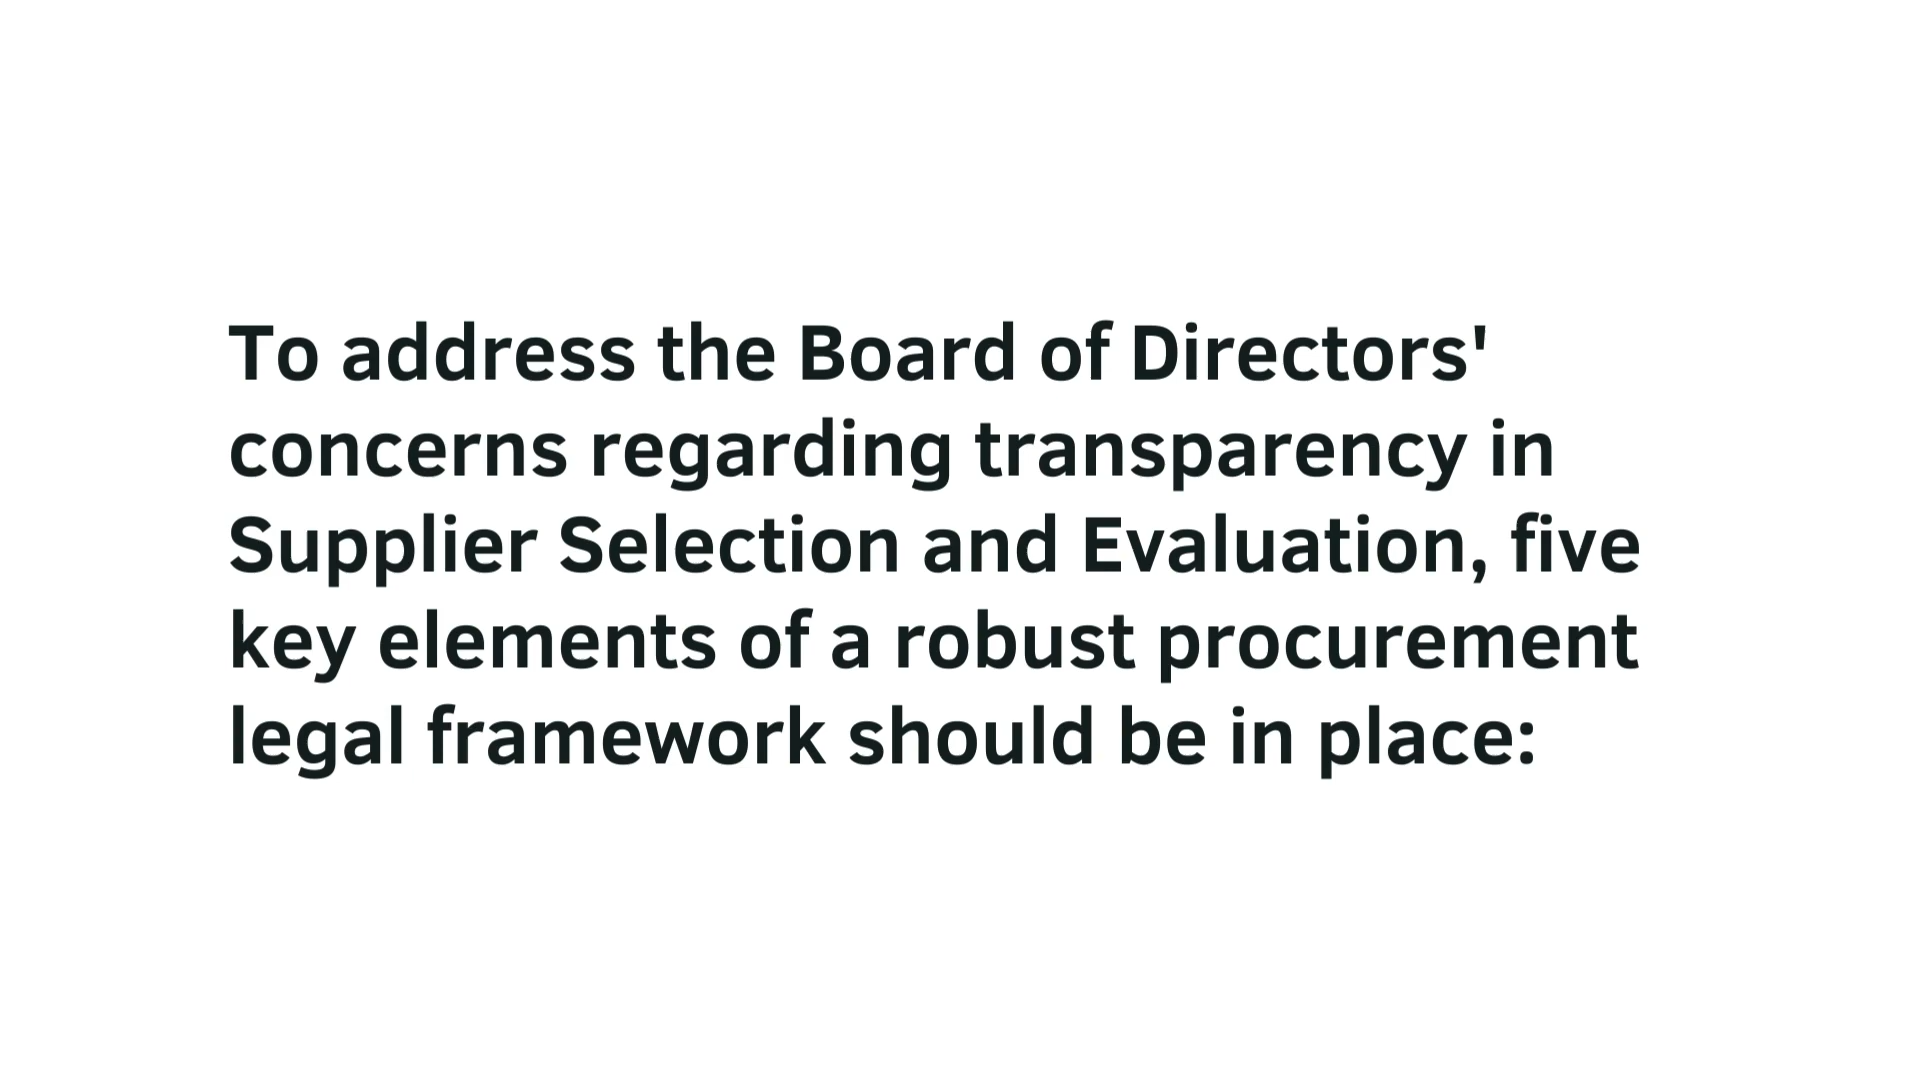 To address the Board of Directors'
concerns regarding transparency in
Supplier Selection and Evaluation, five
key elements of a robust procurement
legal framework should be in place: